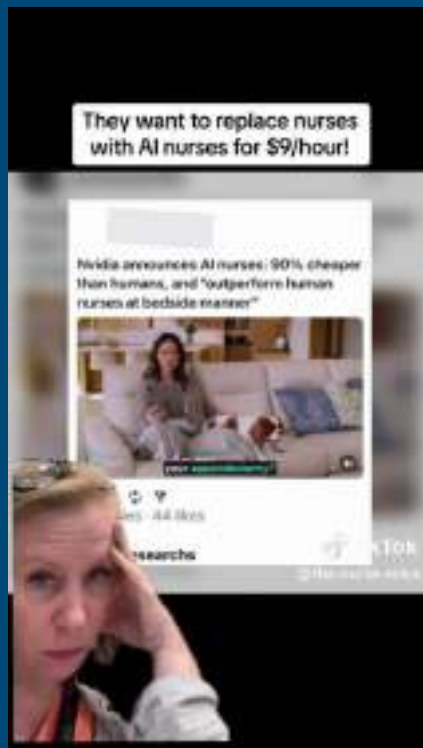 They want to replace nurses
with AI nurses for $9/hour!
Nvidia announces AI nurses: 90% cheaper
than humans, and "outperform human
nurses at bedside manner"
your
44 likes